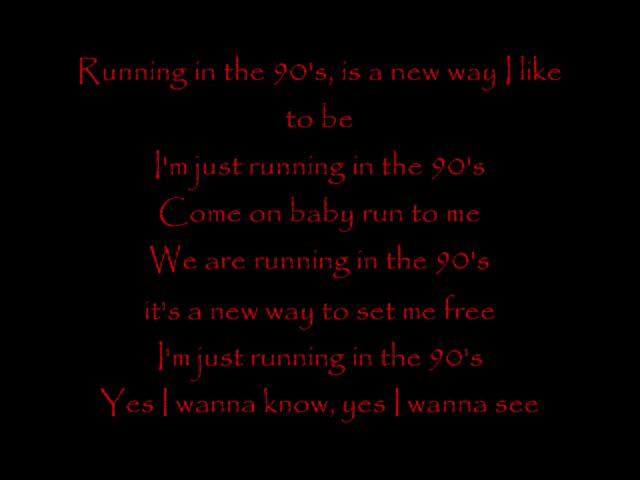 Running in the 90's, is a new way I like
to be
I'm just running in the 90's
Come on baby run to me
We are running in the 90's
it's a new way to set me free
I'm just running in the 90's
Yes I wanna know, yes I wanna see